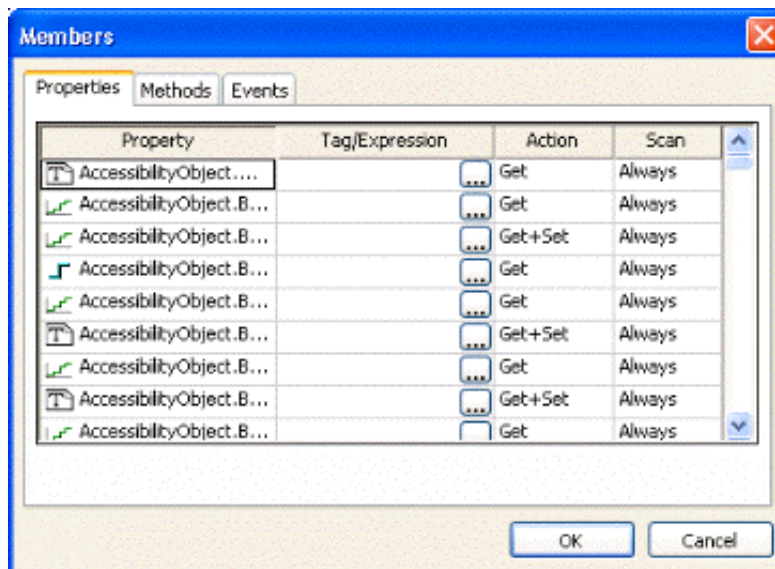 Members
Properties Methods Events
Property Tag/Expression Action Scan
AccessibilityObject.... ... Get Always
AccessibilityObject.B... ... Get Always
AccessibilityObject.B... ... Get+Set Always
AccessibilityObject.B... ... Get Always
AccessibilityObject.B... ... Get Always
AccessibilityObject.B... ... Get+Set Always
AccessibilityObject.B... ... Get Always
AccessibilityObject.B... ... Get+Set Always
AccessibilityObject.B... Get Always
OK Cancel